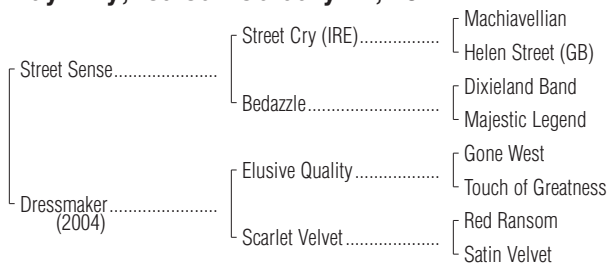 Machiavellian
Street Cry (IRE)
Helen Street (GB)
Street Sense
Dixieland Band
Bedazzle
Majestic Legend
Gone West
Elusive Quality
Touch of Greatness
Dressmaker
(2004)
Red Ransom
Scarlet Velvet
Satin Velvet